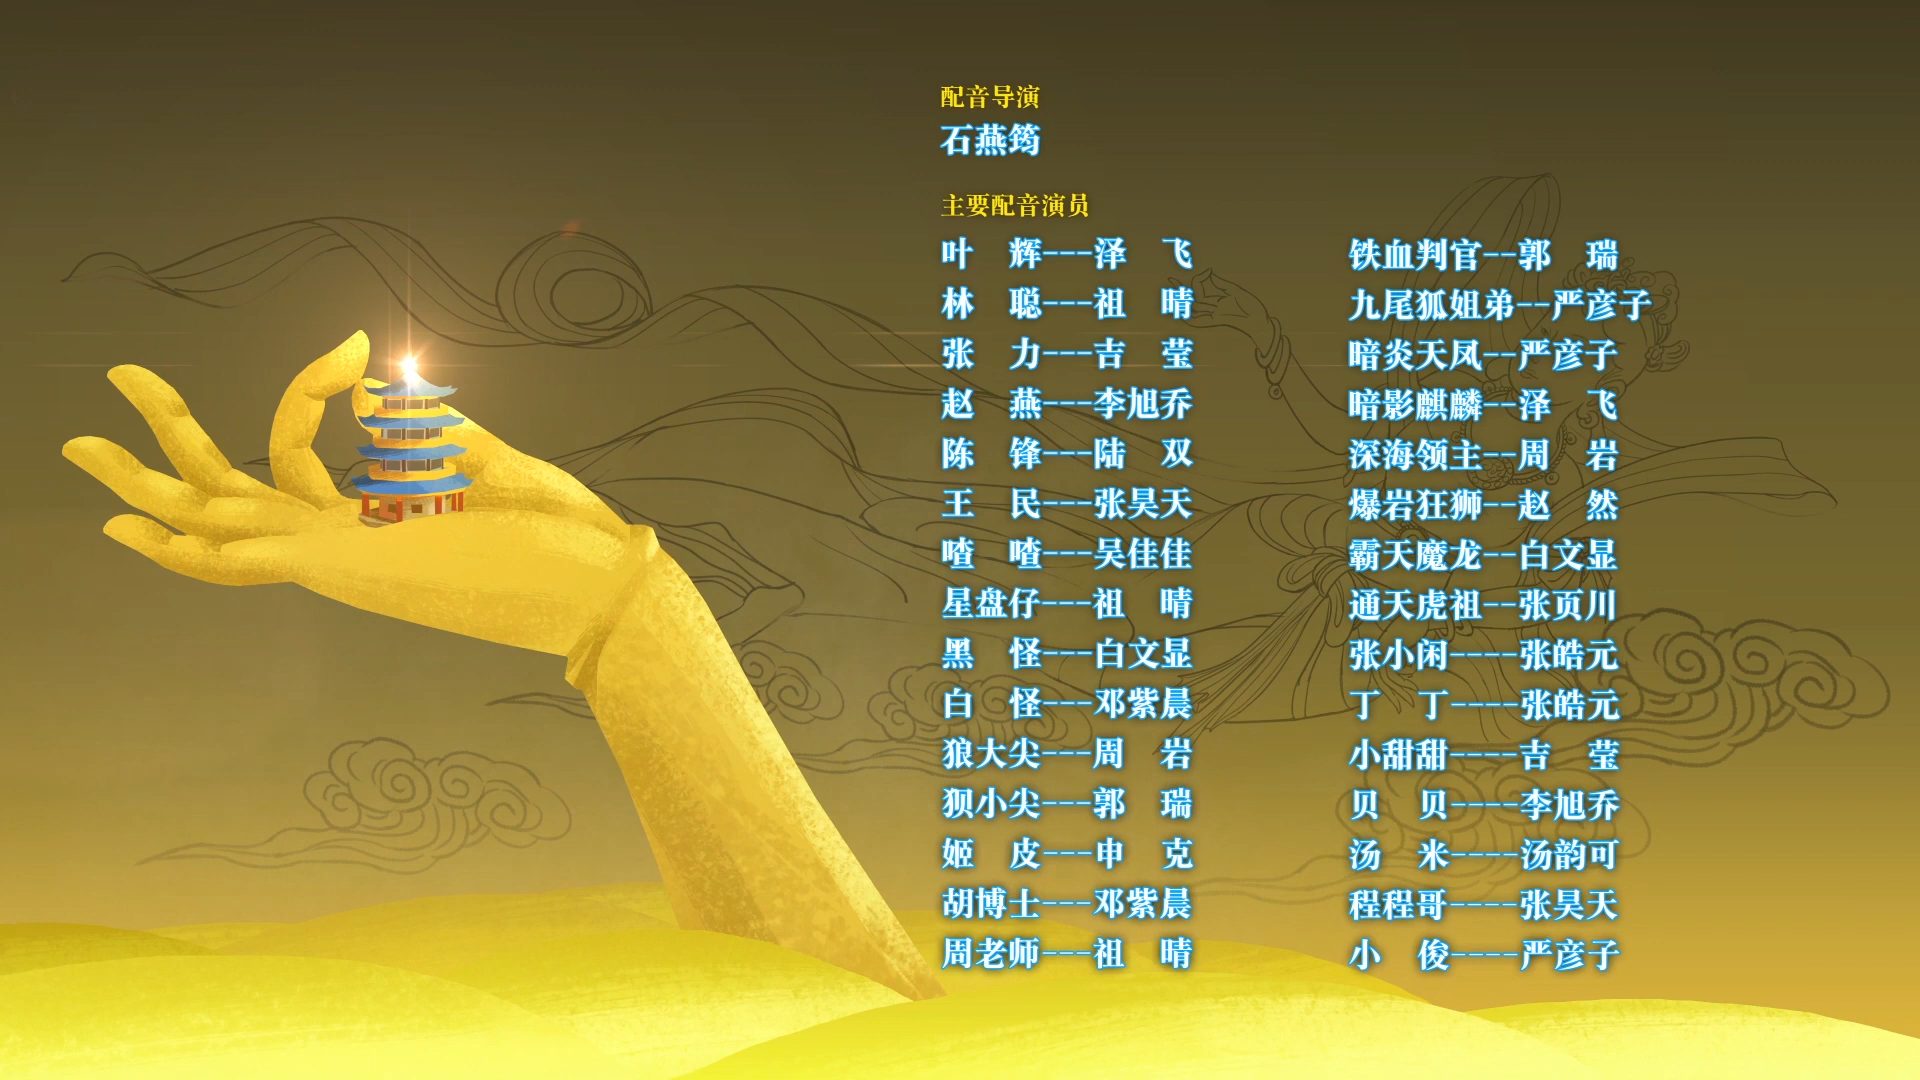 配音导演
石燕筠
主要配音演员
叶　辉---泽　飞
林　聪---祖　晴
张　力---吉　莹
赵　燕---李旭乔
陈　锋---陆　双
王　民---张昊天
喳　喳---吴佳佳
星盘仔---祖　晴
黑　怪---白文显
白　怪---邓紫晨
狼大尖---周　岩
狈小尖---郭　瑞
姬　皮---申　克
胡博士---邓紫晨
周老师---祖　晴
铁血判官--郭　瑞
九尾狐姐弟--严彦子
暗炎天凤--严彦子
暗影麒麟--泽　飞
深海领主--周　岩
爆岩狂狮--赵　然
霸天魔龙--白文显
通天虎祖--张页川
张小闲----张皓元
丁　丁----张皓元
小甜甜----吉　莹
贝　贝----李旭乔
汤　米----汤韵可
程程哥----张昊天
小　俊----严彦子